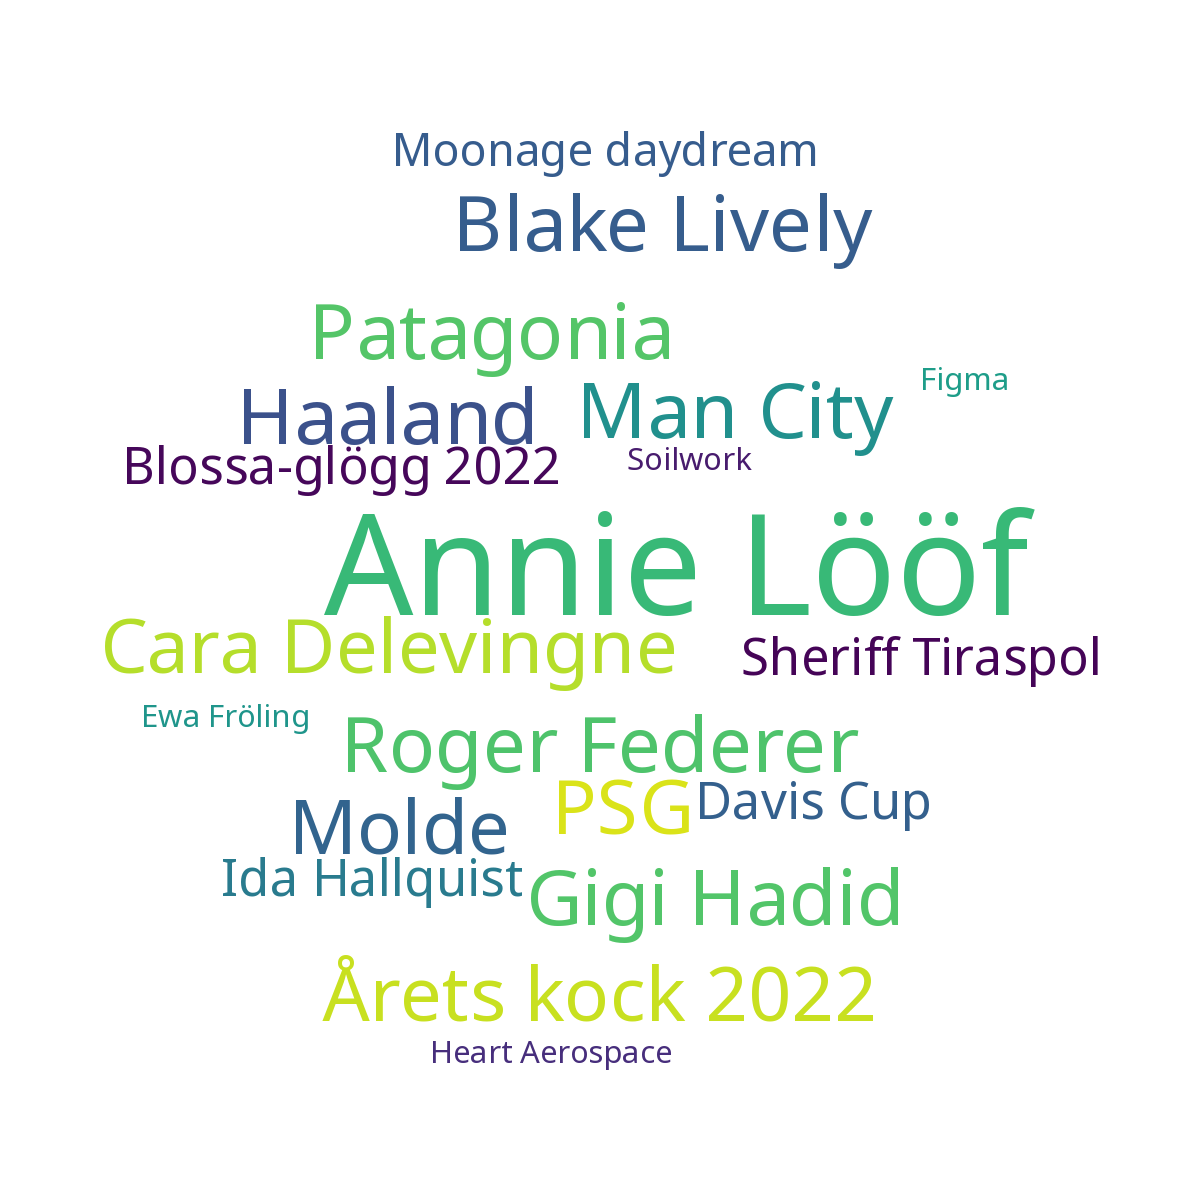 Moonage daydream
Blake Lively
Patagonia
Figma
Haaland
Man City
Blossa-glögg 2022
Soilwork
Annie Lööf
Cara Delevingne
Sheriff Tiraspol
Ewa Fröling
Roger Federer
Molde
PSG
Davis Cup
Ida Hallquist
Gigi Hadid
Årets kock 2022
Heart Aerospace